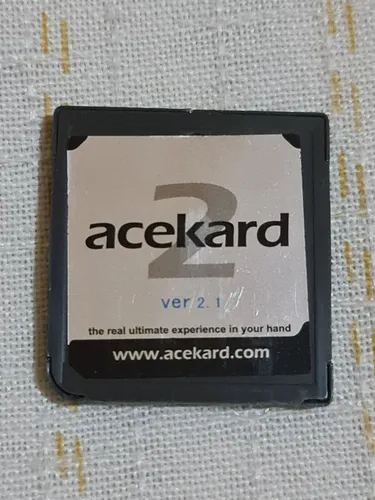 2
acekard
ver 2.1
the real ultimate experience in your hand
www.acekard.com